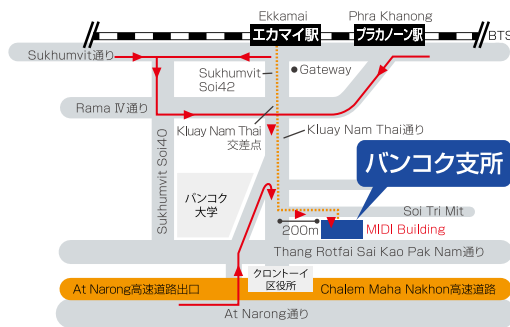 Ekkamai
Phra Khanong
エカマイ駅
プラカノーン駅
BTS
Sukhumvit通り
Sukhumvit
Soi42
Gateway
Rama Ⅳ通り
Kluay Nam Thai
交差点
Kluay Nam Thai通り
Sukhumvit Soi40
バンコク
大学
バンコク支所
Soi Tri Mit
200m
MIDI Building
Thang Rotfai Sai Kao Pak Nam通り
クロントーイ
区役所
At Narong高速道路出口
Chalem Maha Nakhon高速道路
At Narong通り